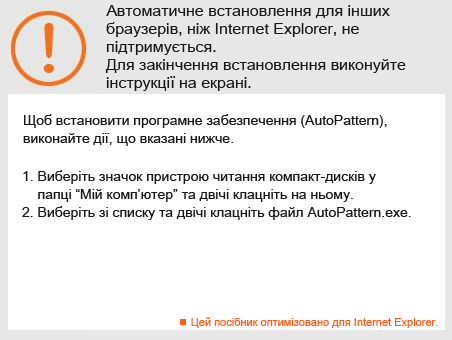 Автоматичне встановлення для інших
браузерів, ніж Internet Explorer, не
підтримується.
Для закінчення встановлення виконуйте
інструкції на екрані.
Щоб встановити програмне забезпечення (AutoPattern),
виконайте дії, що вказані нижче.
1. Виберіть значок пристрою читання компакт-дисків у
папці “Мій комп’ютер” та двічі клацніть на ньому.
2. Виберіть зі списку та двічі клацніть файл AutoPattern.exe.
Цей посібник оптимізовано для Internet Explorer.